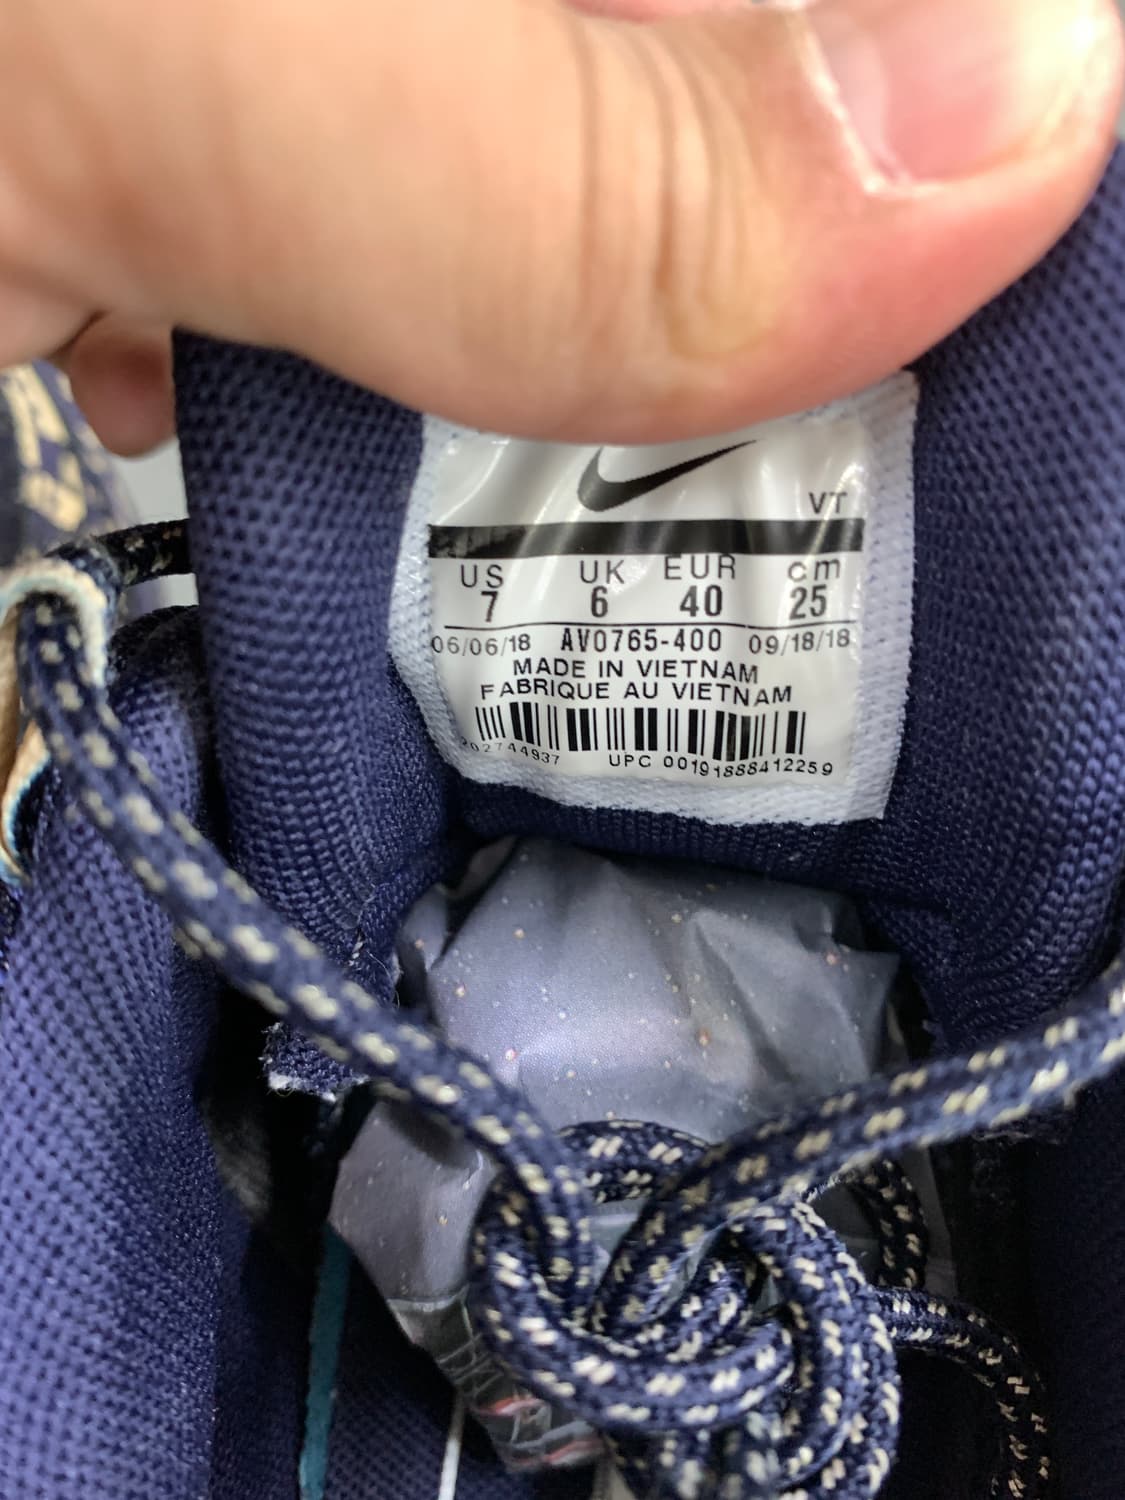 VT
US UK EUR cm
7 6 40 25
06/06/18 AV0765-400 09/18/18
MADE IN VIETNAM
FABRIQUE AU VIETNAM
UPC 00191888412259